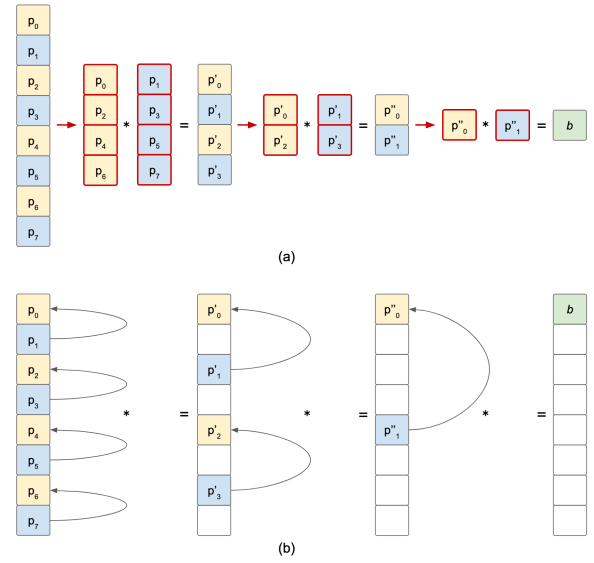 p0
p1
p2
p3
p4
p5
p6
p7
p0 p2 p4 p6
*
p1 p3 p5 p7
=
p'0 p'1 p'2 p'3
p'0 p'2
*
p'1 p'3
=
p''0 p''1
p''0 * p''1 = b
(a)
p0
p1
p2
p3
p4
p5
p6
p7
* =
p'0
p'1
p'2
p'3
* =
p''0
p''1
* =
b
(b)